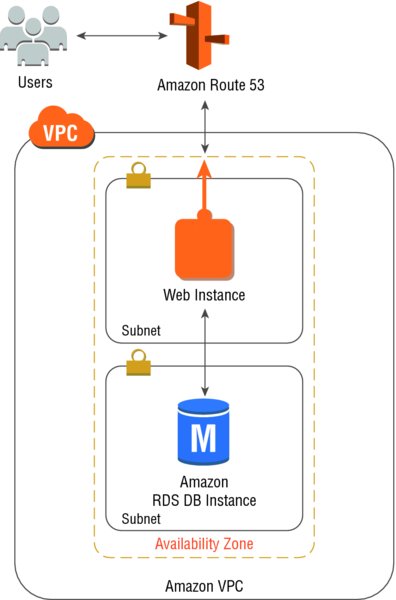 Users
Amazon Route 53
VPC
Web Instance
Subnet
M
Amazon
RDS DB Instance
Subnet
Availability Zone
Amazon VPC